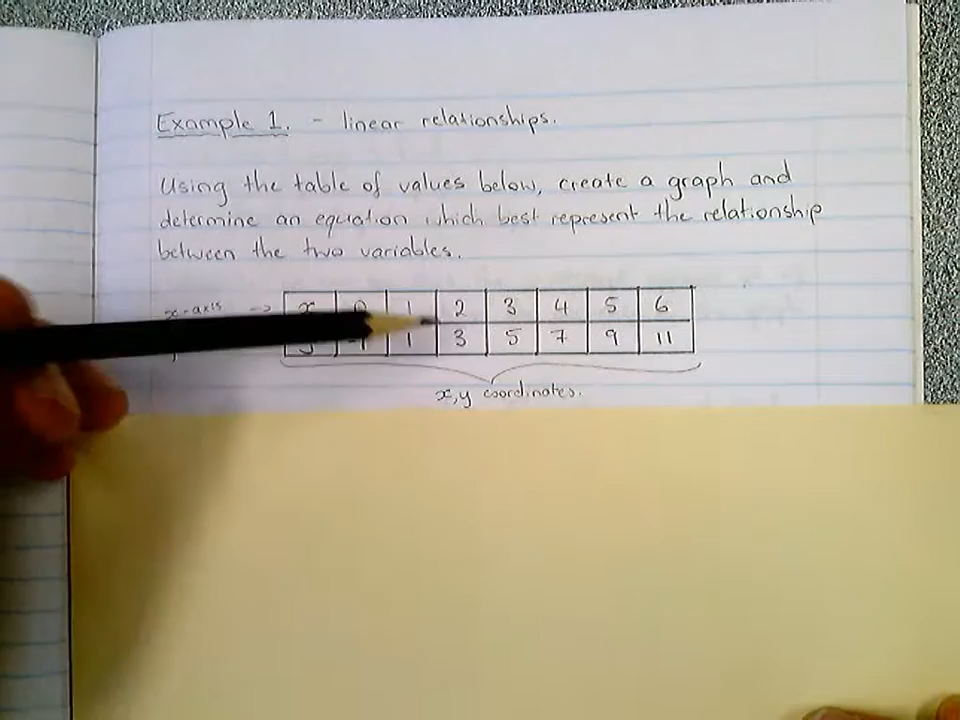 Example 1. - linear relationships.
Using the table of values below, create a graph and
determine an equation which best represent the relationship
between the two variables.
x-axis -> x 0 1 2 3 4 5 6
y -1 1 3 5 7 9 11
x,y coordinates.